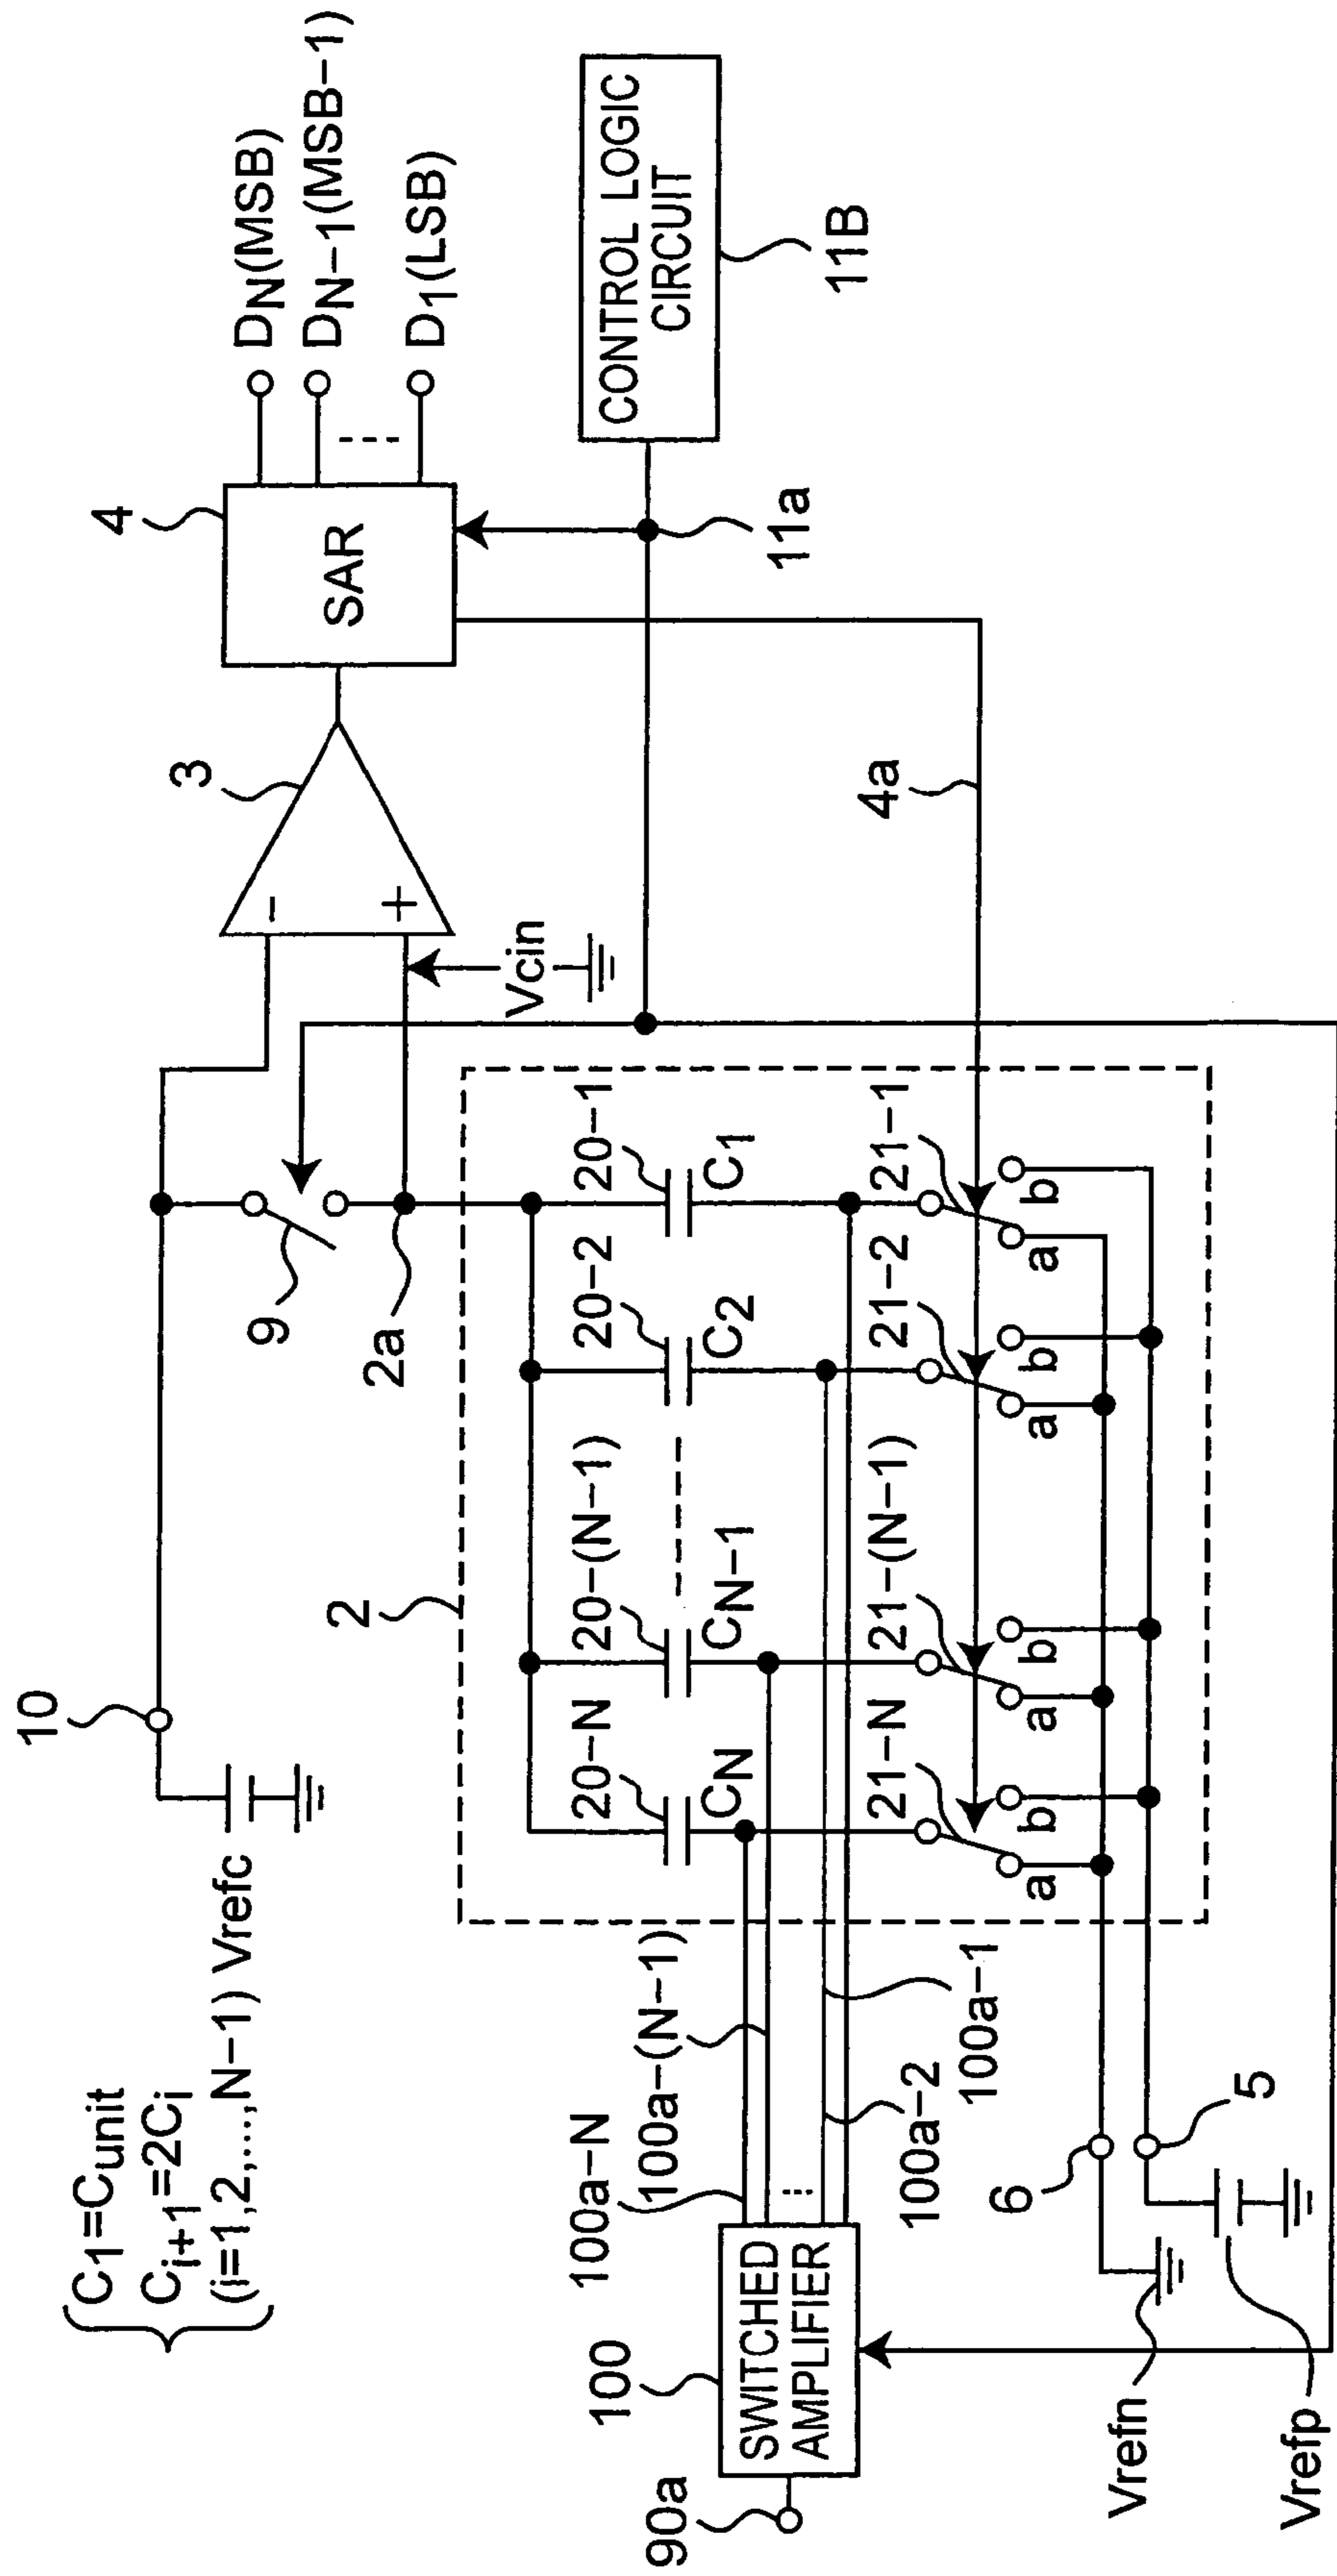 C1=Cunit
Ci+1=2Ci
(i=1,2,...,N-1)
Vrefc
10
9
2a
3
-
+
Vcin
4
SAR
DN(MSB)
DN-1(MSB-1)
D1(LSB)
CONTROL LOGIC
CIRCUIT
11B
11a
4a
2
20-N
20-(N-1)
20-2
20-1
CN
CN-1
C2
C1
21-N
21-(N-1)
21-2
21-1
a
b
a
b
a
b
a
b
100a-N
100a-(N-1)
100a-2
100a-1
100
SWITCHED
AMPLIFIER
90a
6
5
Vrefn
Vrefp